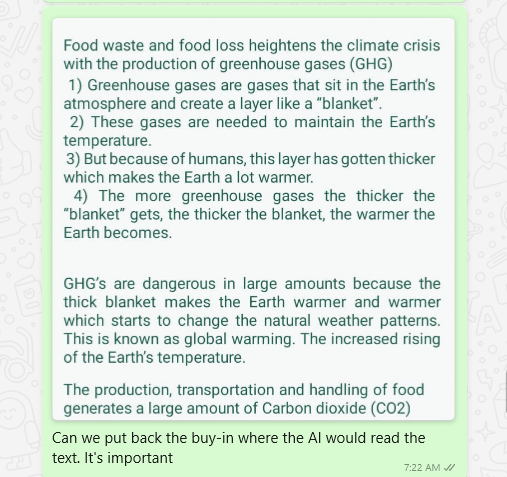 Food waste and food loss heightens the climate crisis
with the production of greenhouse gases (GHG)
1) Greenhouse gases are gases that sit in the Earth's
atmosphere and create a layer like a “blanket”.
2) These gases are needed to maintain the Earth's
temperature.
3) But because of humans, this layer has gotten thicker
which makes the Earth a lot warmer.
4) The more greenhouse gases the thicker the
“blanket” gets, the thicker the blanket, the warmer the
Earth becomes.
GHG's are dangerous in large amounts because the
thick blanket makes the Earth warmer and warmer
which starts to change the natural weather patterns.
This is known as global warming. The increased rising
of the Earth's temperature.
The production, transportation and handling of food
generates a large amount of Carbon dioxide (CO2)
Can we put back the buy-in where the AI would read the
text. It's important
7:22 AM